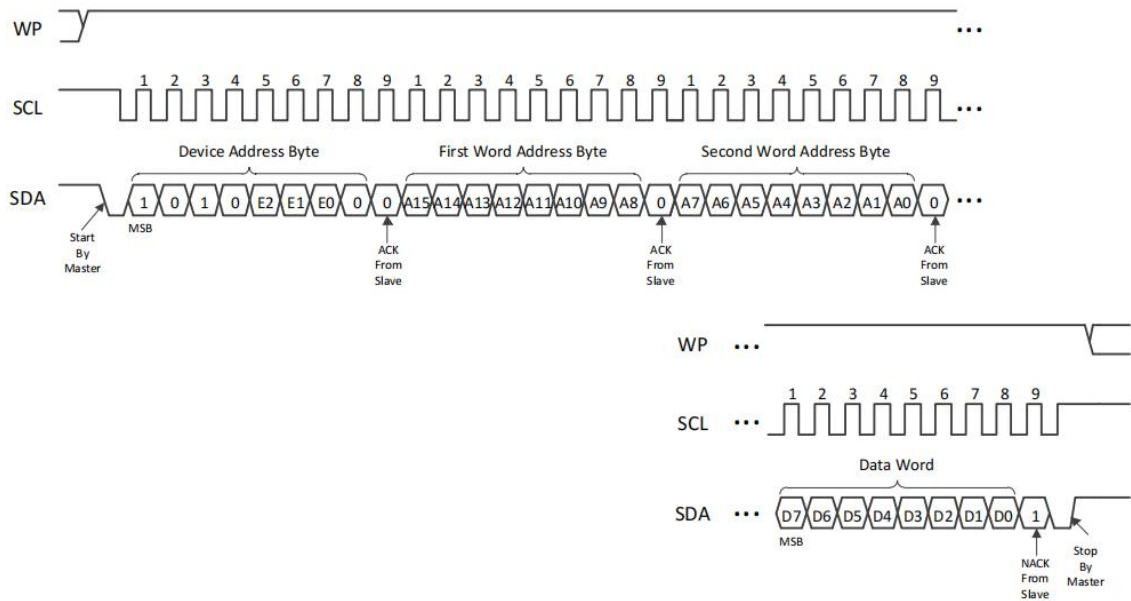 WP ...
1 2 3 4 5 6 7 8 9 1 2 3 4 5 6 7 8 9 1 2 3 4 5 6 7 8 9
SCL ...
Device Address Byte First Word Address Byte Second Word Address Byte
SDA 1 0 1 0 E2 E1 E0 0 0 A15 A14 A13 A12 A11 A10 A9 A8 0 A7 A6 A5 A4 A3 A2 A1 A0 0 ...
MSB
Start By Master
ACK From Slave
ACK From Slave
ACK From Slave
WP ...
1 2 3 4 5 6 7 8 9
SCL ...
Data Word
SDA ... D7 D6 D5 D4 D3 D2 D1 D0 1
MSB
NACK From Slave
Stop By Master